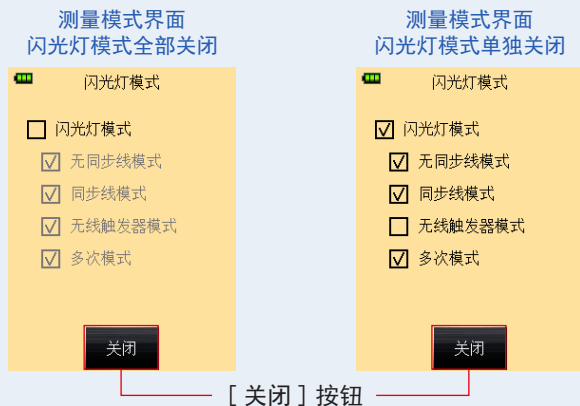 测量模式界面
闪光灯模式全部关闭
闪光灯模式
闪光灯模式
无同步线模式
同步线模式
无线触发器模式
多次模式
关闭
测量模式界面
闪光灯模式单独关闭
闪光灯模式
闪光灯模式
无同步线模式
同步线模式
无线触发器模式
多次模式
关闭
[ 关闭 ] 按钮